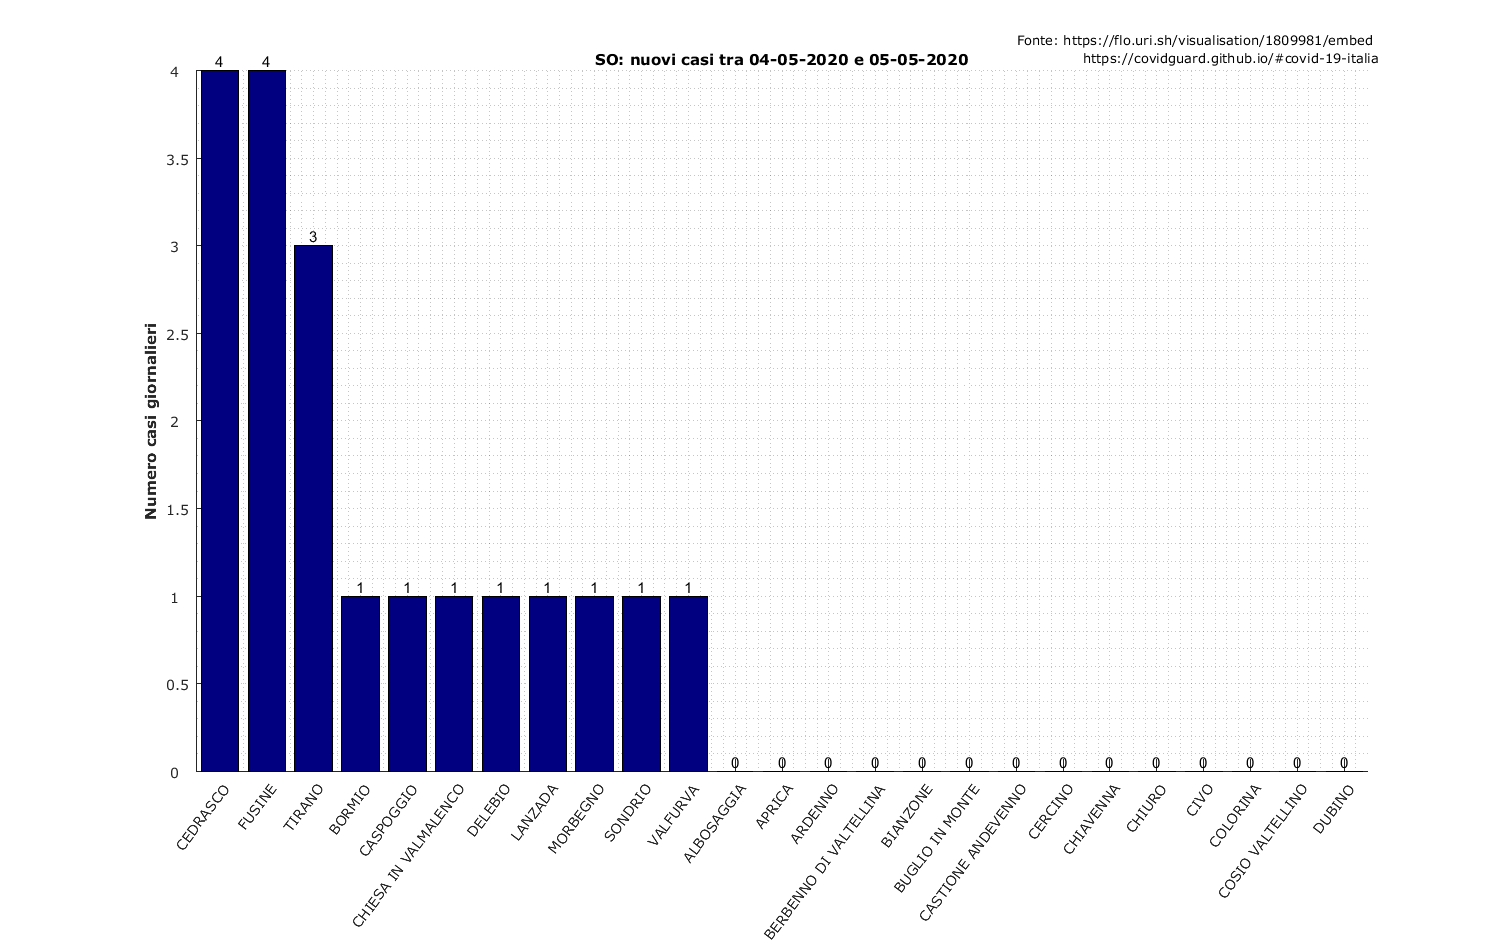 Fonte: https://flo.uri.sh/visualisation/1809981/embed
https://covidguard.github.io/#covid-19-italia
SO: nuovi casi tra 04-05-2020 e 05-05-2020
Numero casi giornalieri
4
3.5
3
2.5
2
1.5
1
0.5
0
4
4
3
1
1
1
1
1
1
1
1
0
0
0
0
0
0
0
0
0
0
0
0
0
0
CEDRASCO
FUSINE
TIRANO
BORMIO
CASPOGGIO
CHIESA IN VALMALENCO
DELEBIO
LANZADA
MORBEGNO
SONDRIO
VALFURVA
ALBOSAGGIA
APRICA
ARDENNO
BERBENNO DI VALTELLINA
BIANZONE
BUGLIO IN MONTE
CASTIONE ANDEVENNO
CERCINO
CHIAVENNA
CHIURO
CIVO
COLORINA
COSIO VALTELLINO
DUBINO